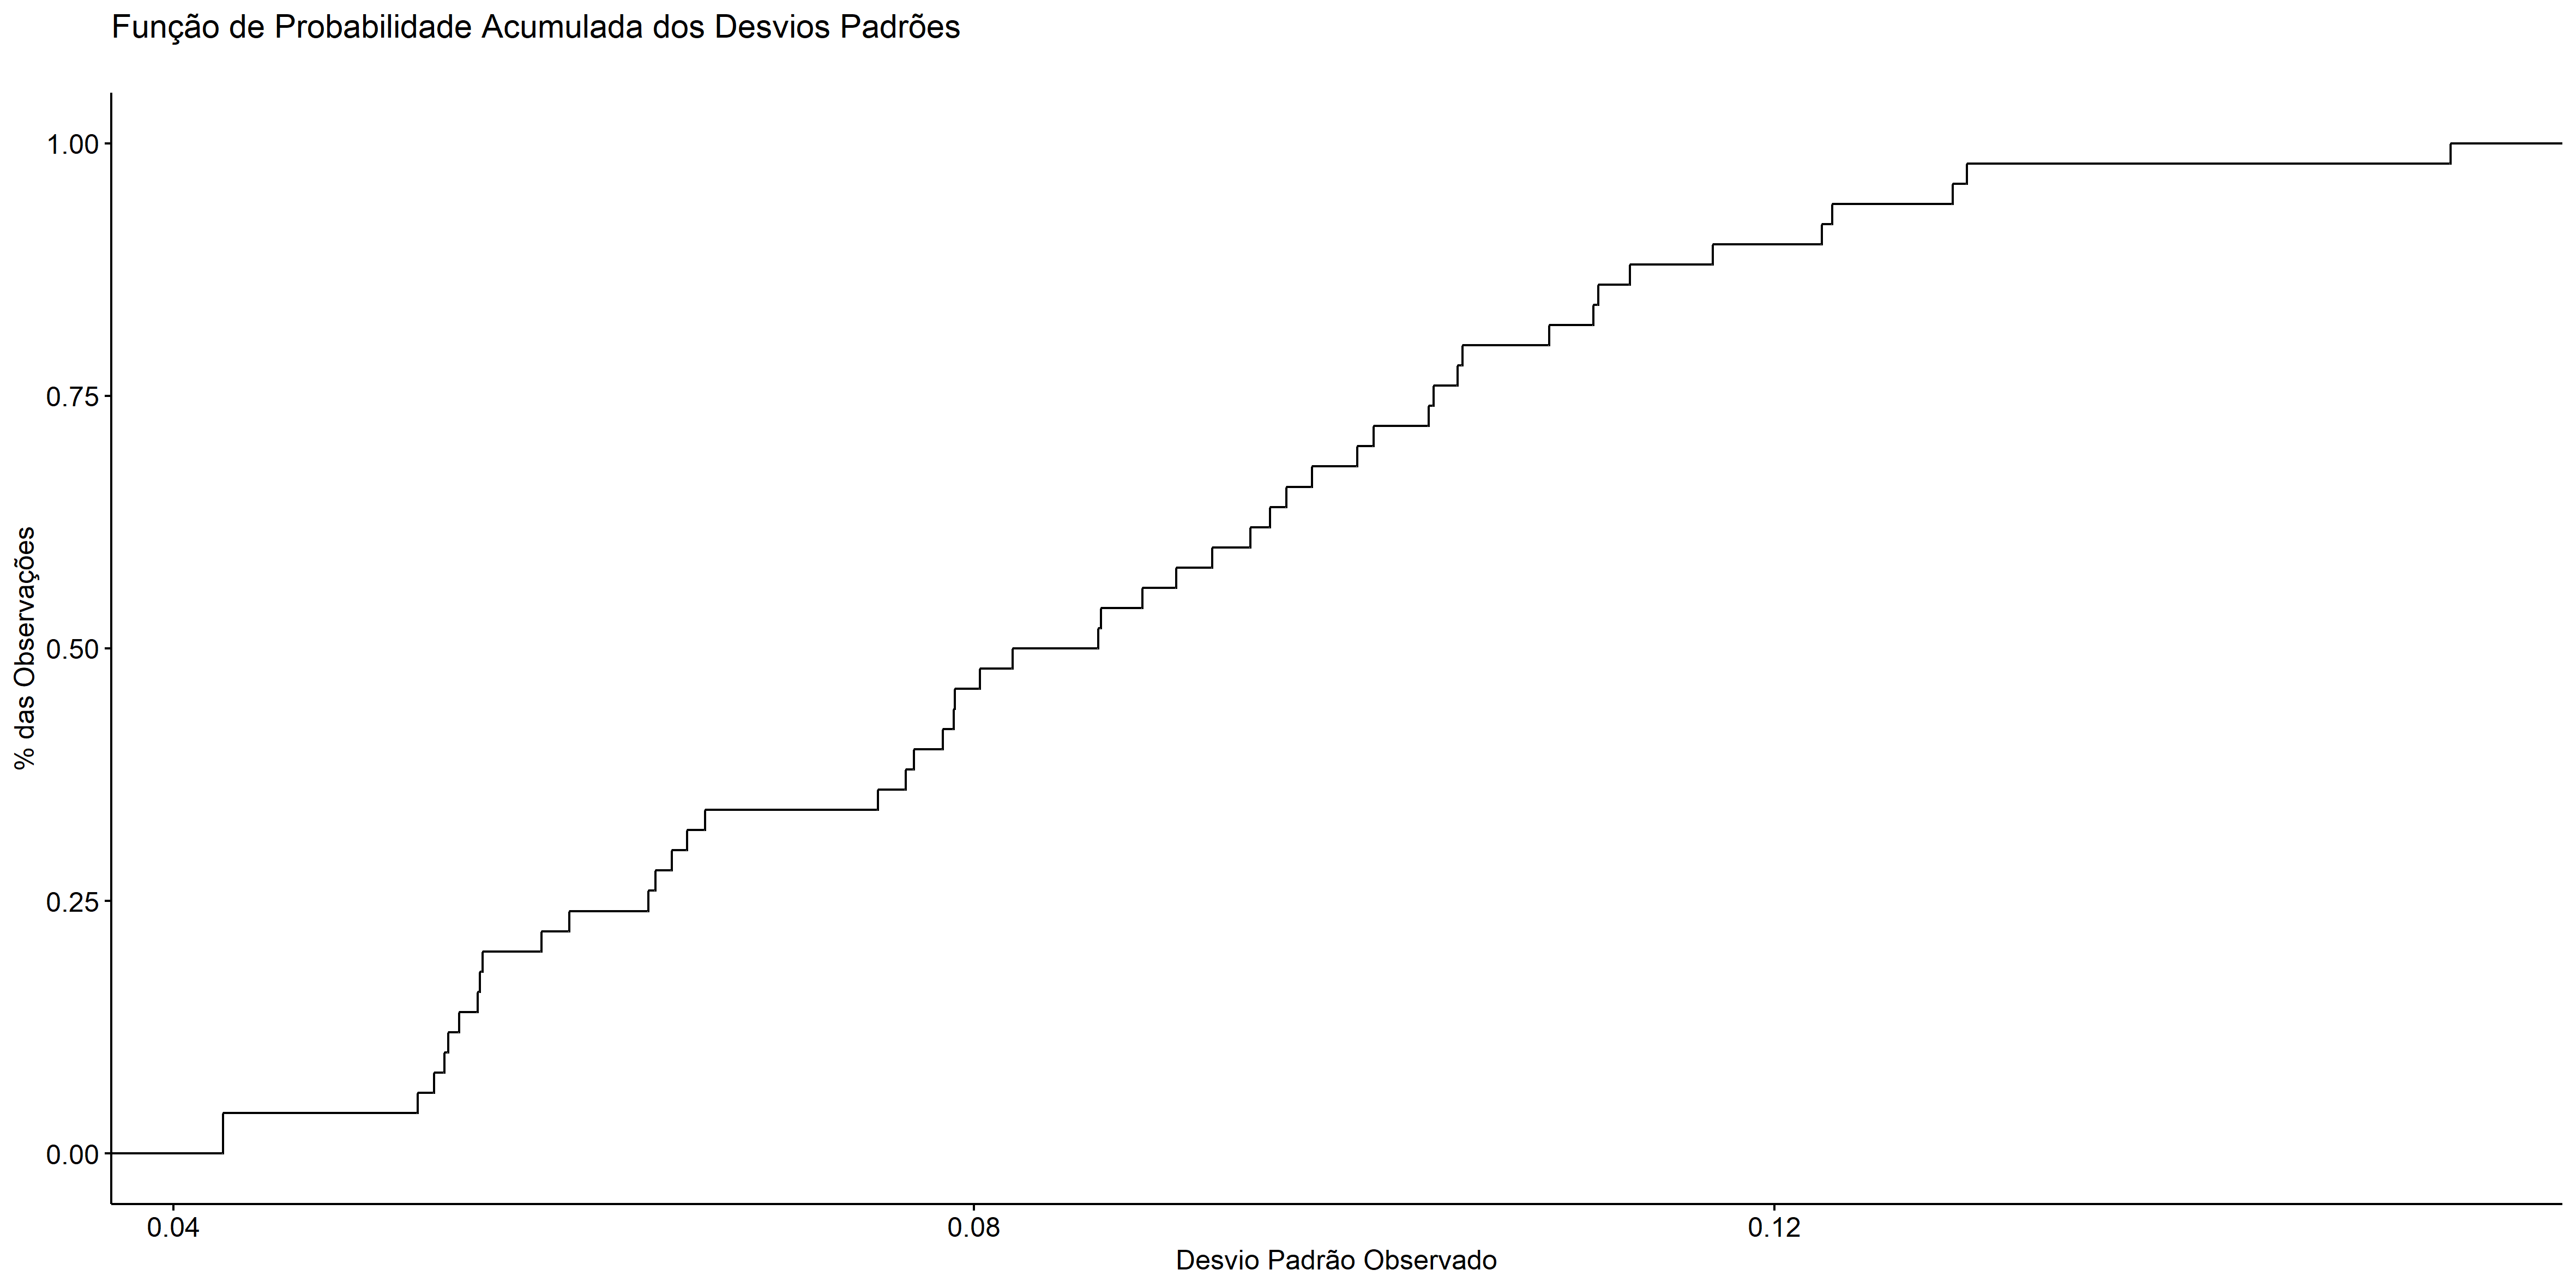 Função de Probabilidade Acumulada dos Desvios Padrões
1.00
0.75
0.50
0.25
0.00
% das Observações
0.04 0.08 0.12
Desvio Padrão Observado